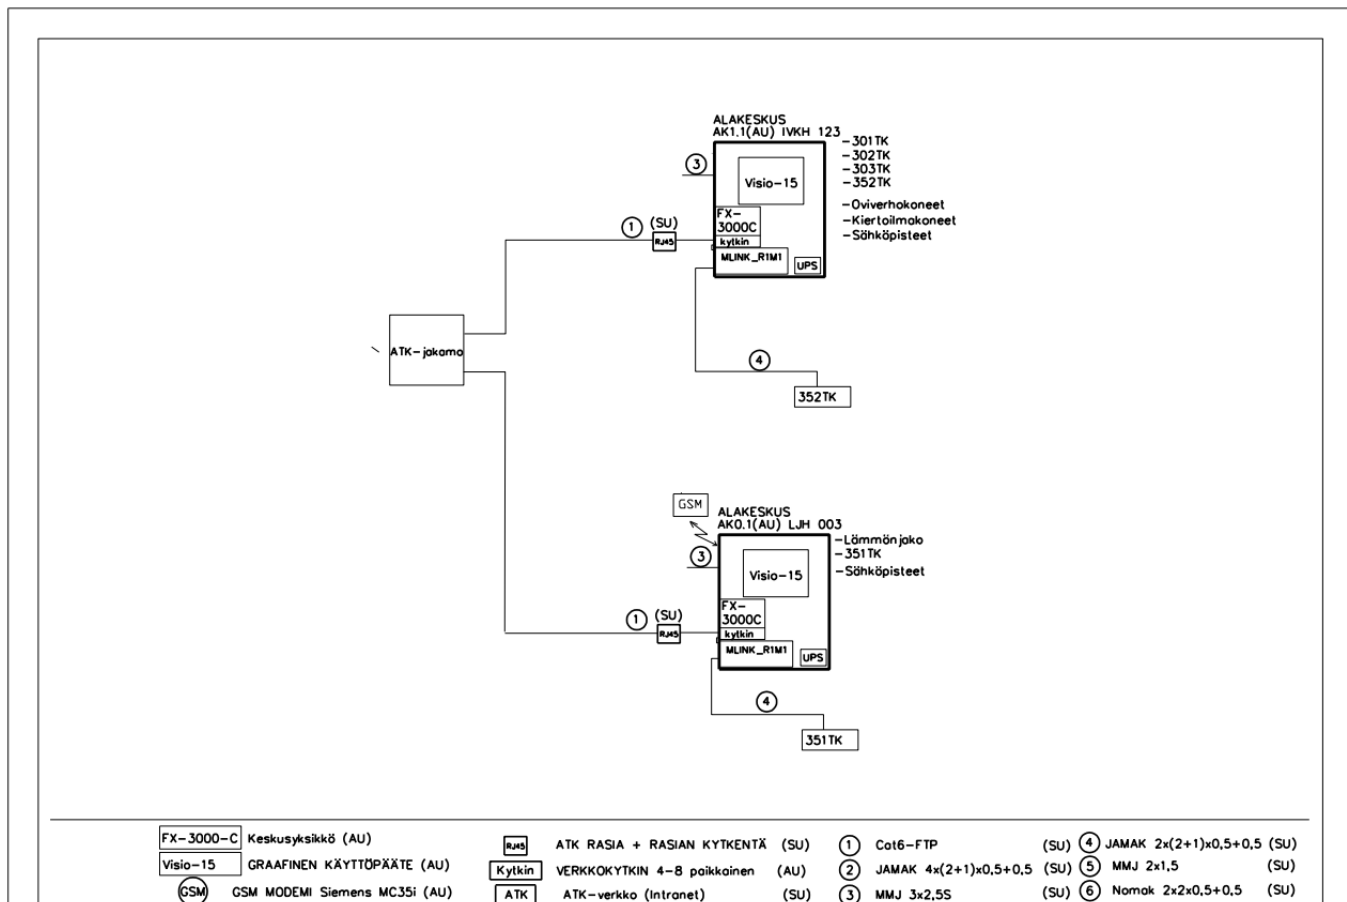 ALAKESKUS
AK1.1(AU) IVKH 123
-301TK
-302TK
-303TK
-352TK
-Oviverhokoneet
-Kiertoilmakoneet
-Sähköpisteet
3
Visio-15
FX-
3000C
kytkin
MLINK_R1M1
UPS
1 (SU)
RJ45
ATK-jakamo
4
352TK
GSM
ALAKESKUS
AK0.1(AU) LJH 003
-Lämmönjako
-351TK
-Sähköpisteet
3
Visio-15
FX-
3000C
kytkin
MLINK_R1M1
UPS
1 (SU)
RJ45
4
351TK
FX-3000-C Keskusyksikkö (AU)
Visio-15 GRAAFINEN KÄYTTÖPÄÄTE (AU)
GSM GSM MODEMI Siemens MC35i (AU)
RJ45 ATK RASIA + RASIAN KYTKENTÄ (SU)
Kytkin VERKKOKYTKIN 4-8 paikkainen (AU)
ATK ATK-verkko (Intranet) (SU)
1 Cat6-FTP (SU)
2 JAMAK 4x(2+1)x0,5+0,5 (SU)
3 MMJ 3x2,5S (SU)
4 JAMAK 2x(2+1)x0,5+0,5 (SU)
5 MMJ 2x1,5 (SU)
6 Nomak 2x2x0,5+0,5 (SU)